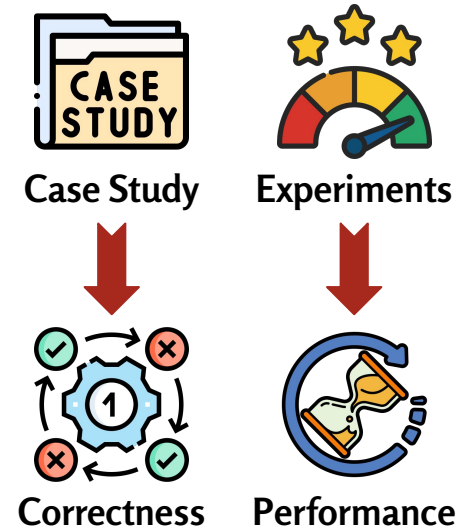 CASE
STUDY
Case Study
Experiments
1
Correctness
Performance